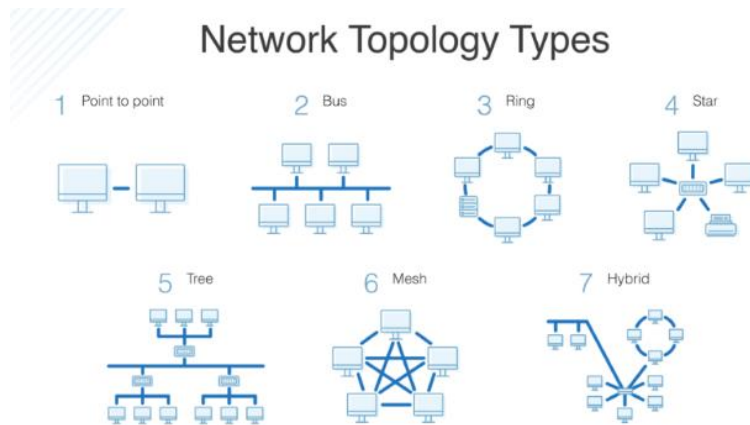 Network Topology Types
1 Point to point
2 Bus
3 Ring
4 Star
5 Tree
6 Mesh
7 Hybrid